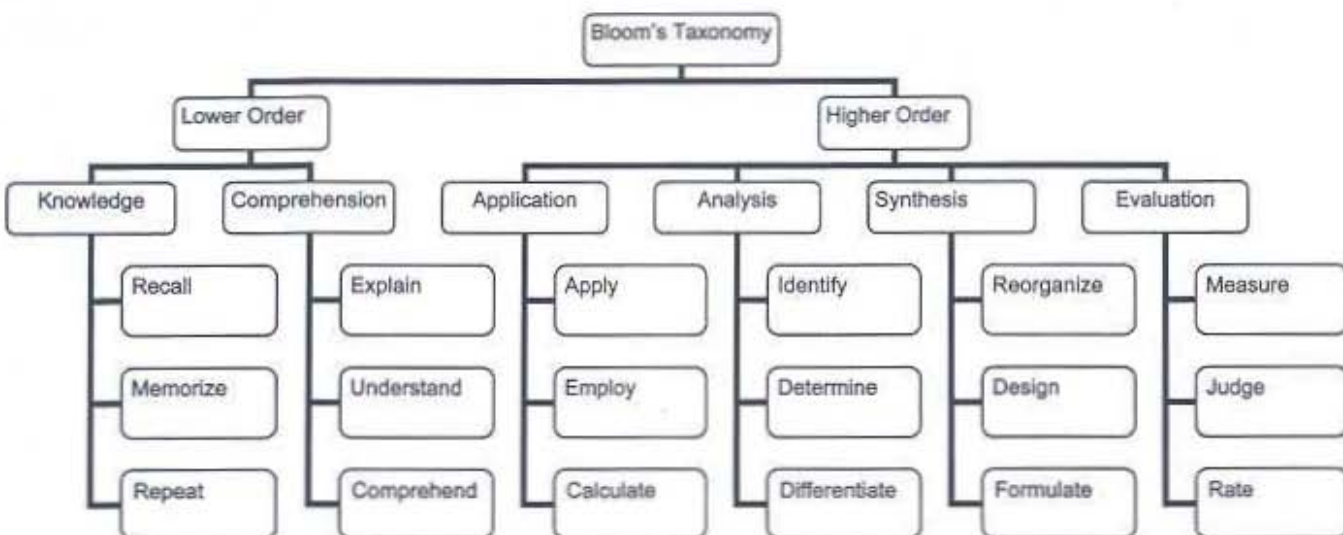 Bloom's Taxonomy
Lower Order
Higher Order
Knowledge
Comprehension
Application
Analysis
Synthesis
Evaluation
Recall
Explain
Apply
Identify
Reorganize
Measure
Memorize
Understand
Employ
Determine
Design
Judge
Repeat
Comprehend
Calculate
Differentiate
Formulate
Rate